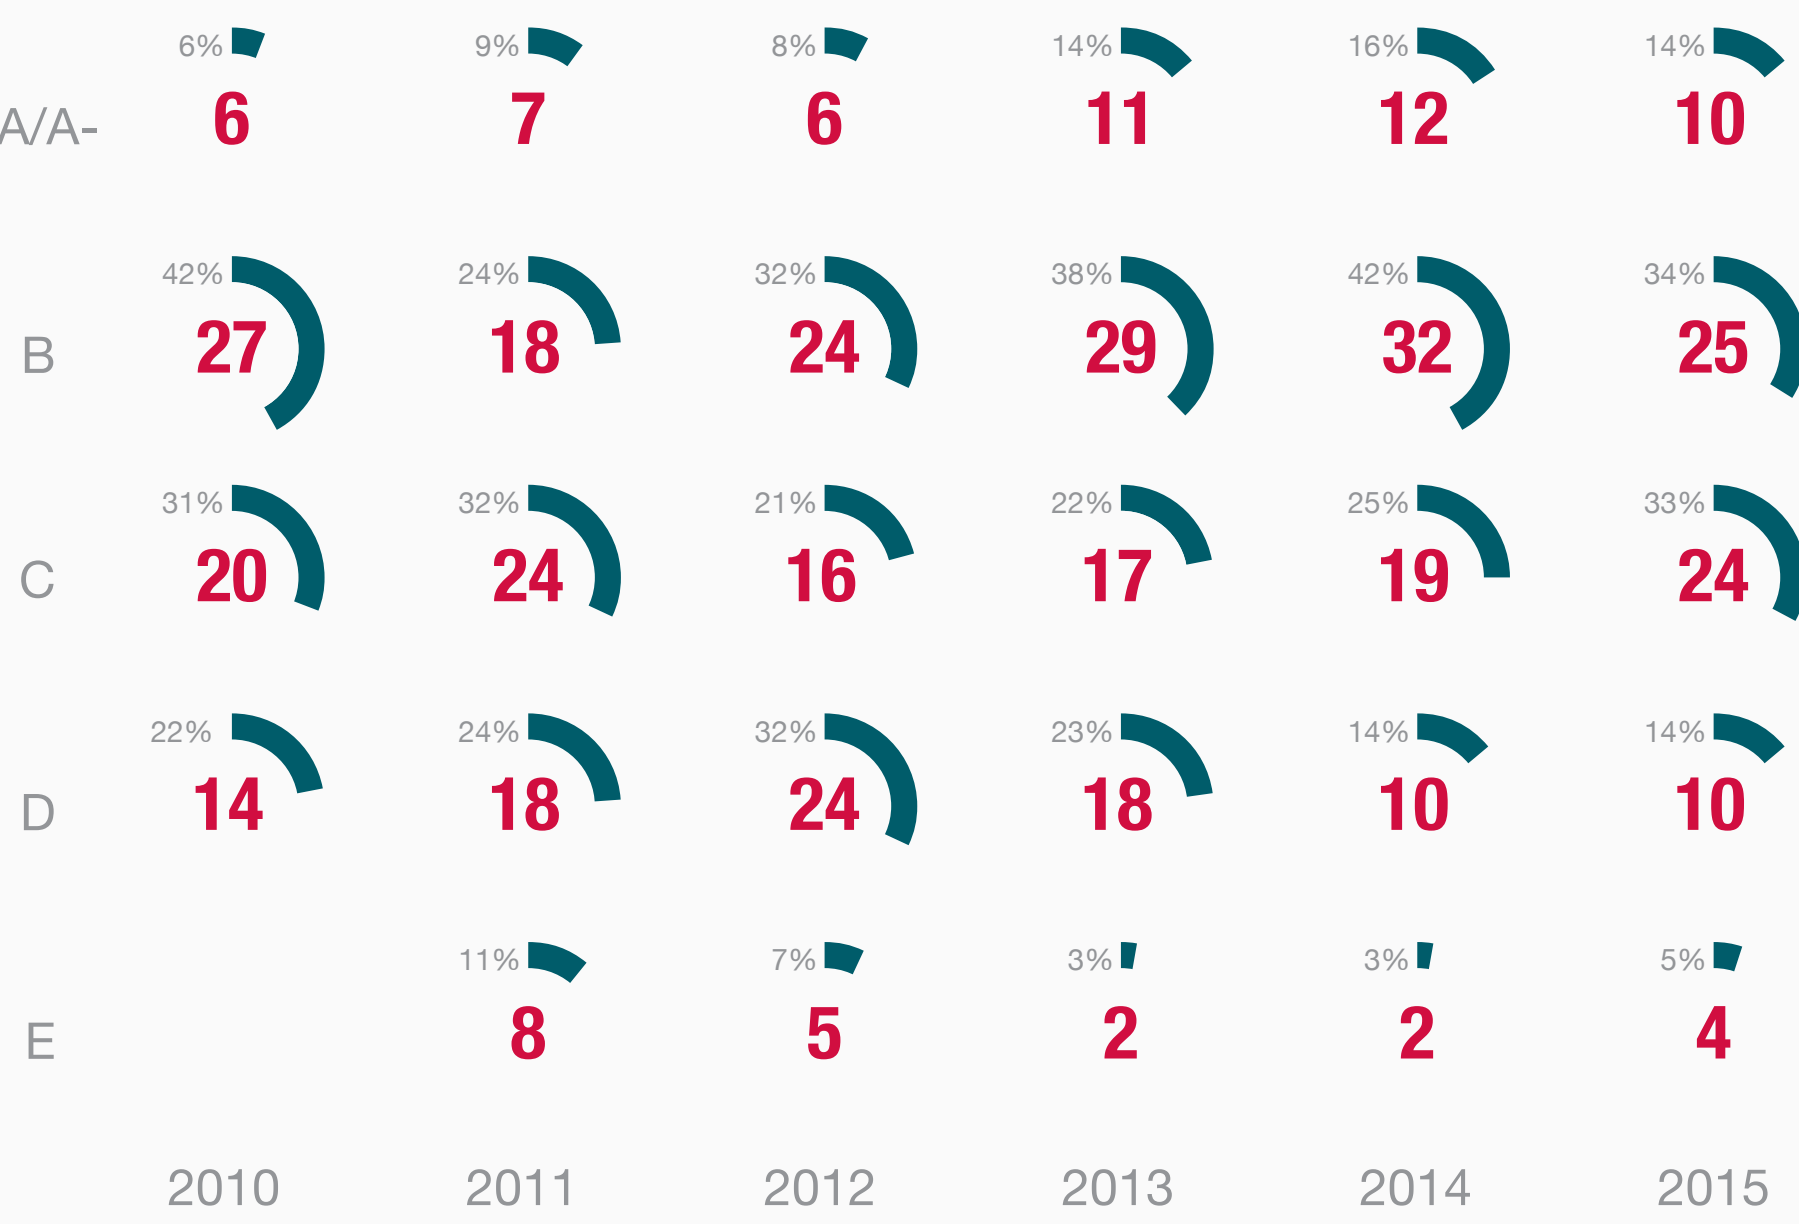 6% 9% 8% 14% 16% 14%
A/A- 6 7 6 11 12 10
42% 24% 32% 38% 42% 34%
B 27 18 24 29 32 25
31% 32% 21% 22% 25% 33%
C 20 24 16 17 19 24
22% 24% 32% 23% 14% 14%
D 14 18 24 18 10 10
11% 7% 3% 3% 5%
E 8 5 2 2 4
2010 2011 2012 2013 2014 2015